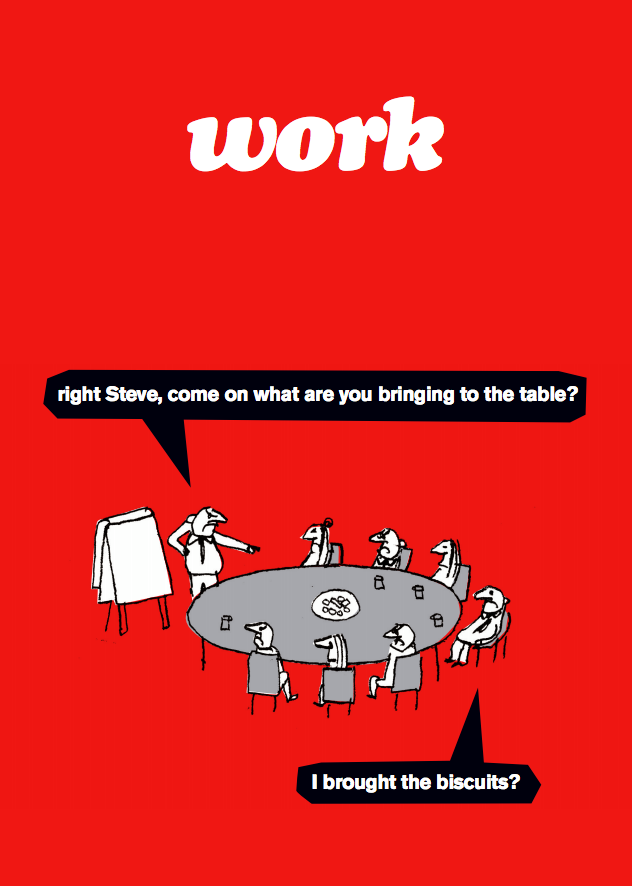 work
right Steve, come on what are you bringing to the table?
I brought the biscuits?